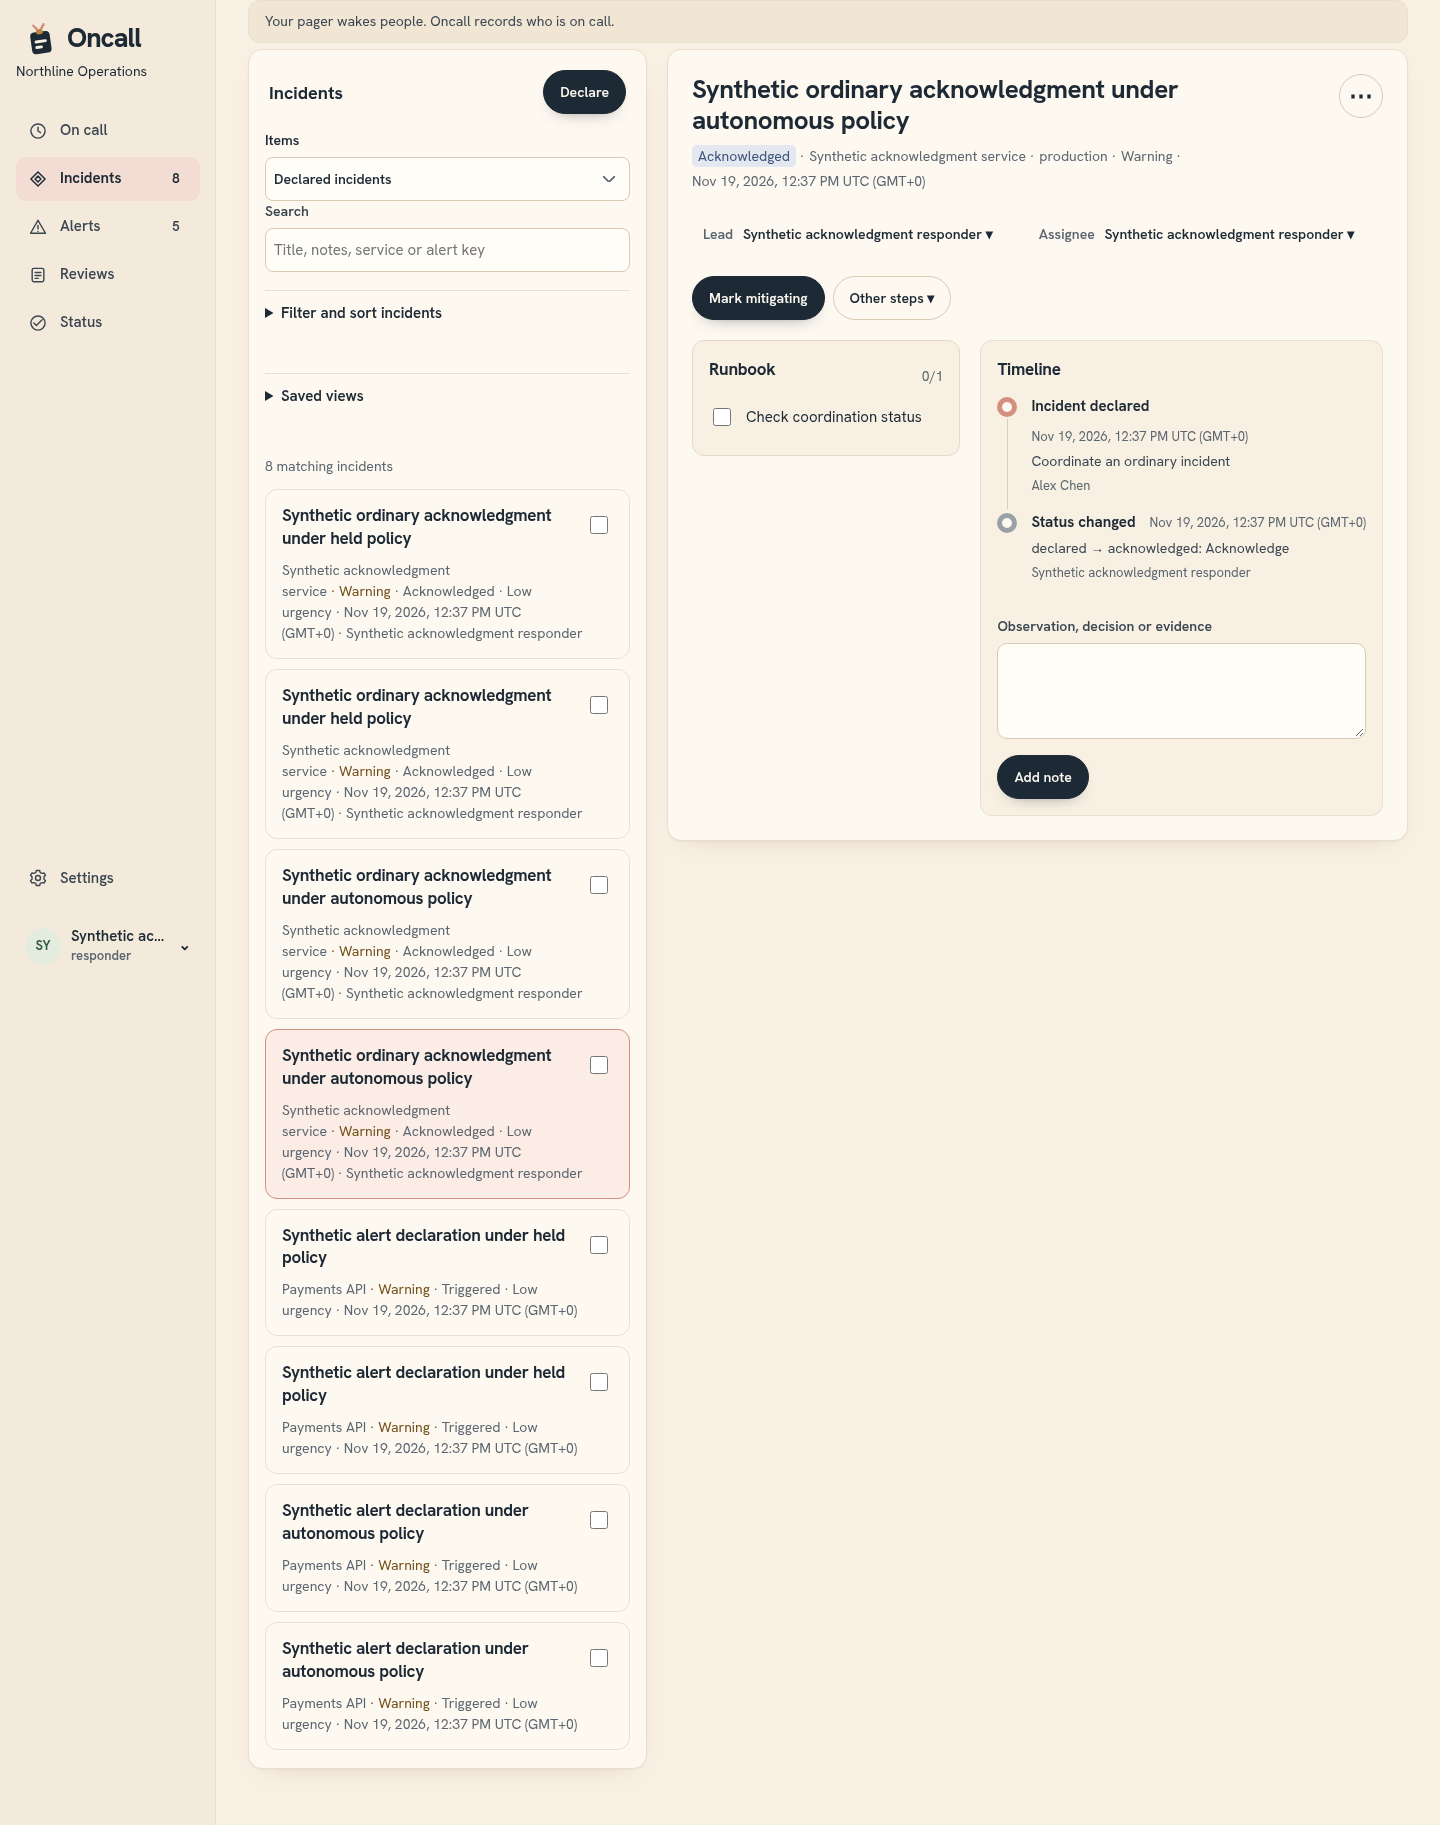 Oncall
Northline Operations
On call
Incidents 8
Alerts 5
Reviews
Status
Settings
SY
Synthetic ac...
responder
Your pager wakes people. Oncall records who is on call.
Incidents
Declare
Items
Declared incidents
Search
Title, notes, service or alert key
Filter and sort incidents
Saved views
8 matching incidents
Synthetic ordinary acknowledgment
under held policy
Synthetic acknowledgment
service · Warning · Acknowledged · Low
urgency · Nov 19, 2026, 12:37 PM UTC
(GMT+0) · Synthetic acknowledgment responder
Synthetic ordinary acknowledgment
under held policy
Synthetic acknowledgment
service · Warning · Acknowledged · Low
urgency · Nov 19, 2026, 12:37 PM UTC
(GMT+0) · Synthetic acknowledgment responder
Synthetic ordinary acknowledgment
under autonomous policy
Synthetic acknowledgment
service · Warning · Acknowledged · Low
urgency · Nov 19, 2026, 12:37 PM UTC
(GMT+0) · Synthetic acknowledgment responder
Synthetic ordinary acknowledgment
under autonomous policy
Synthetic acknowledgment
service · Warning · Acknowledged · Low
urgency · Nov 19, 2026, 12:37 PM UTC
(GMT+0) · Synthetic acknowledgment responder
Synthetic alert declaration under held
policy
Payments API · Warning · Triggered · Low
urgency · Nov 19, 2026, 12:37 PM UTC (GMT+0)
Synthetic alert declaration under held
policy
Payments API · Warning · Triggered · Low
urgency · Nov 19, 2026, 12:37 PM UTC (GMT+0)
Synthetic alert declaration under
autonomous policy
Payments API · Warning · Triggered · Low
urgency · Nov 19, 2026, 12:37 PM UTC (GMT+0)
Synthetic alert declaration under
autonomous policy
Payments API · Warning · Triggered · Low
urgency · Nov 19, 2026, 12:37 PM UTC (GMT+0)
Synthetic ordinary acknowledgment under
autonomous policy
Acknowledged · Synthetic acknowledgment service · production · Warning ·
Nov 19, 2026, 12:37 PM UTC (GMT+0)
Lead Synthetic acknowledgment responder ▾ Assignee Synthetic acknowledgment responder ▾
Mark mitigating
Other steps ▾
Runbook
0/1
Check coordination status
Timeline
Incident declared
Nov 19, 2026, 12:37 PM UTC (GMT+0)
Coordinate an ordinary incident
Alex Chen
Status changed Nov 19, 2026, 12:37 PM UTC (GMT+0)
declared → acknowledged: Acknowledge
Synthetic acknowledgment responder
Observation, decision or evidence
Add note